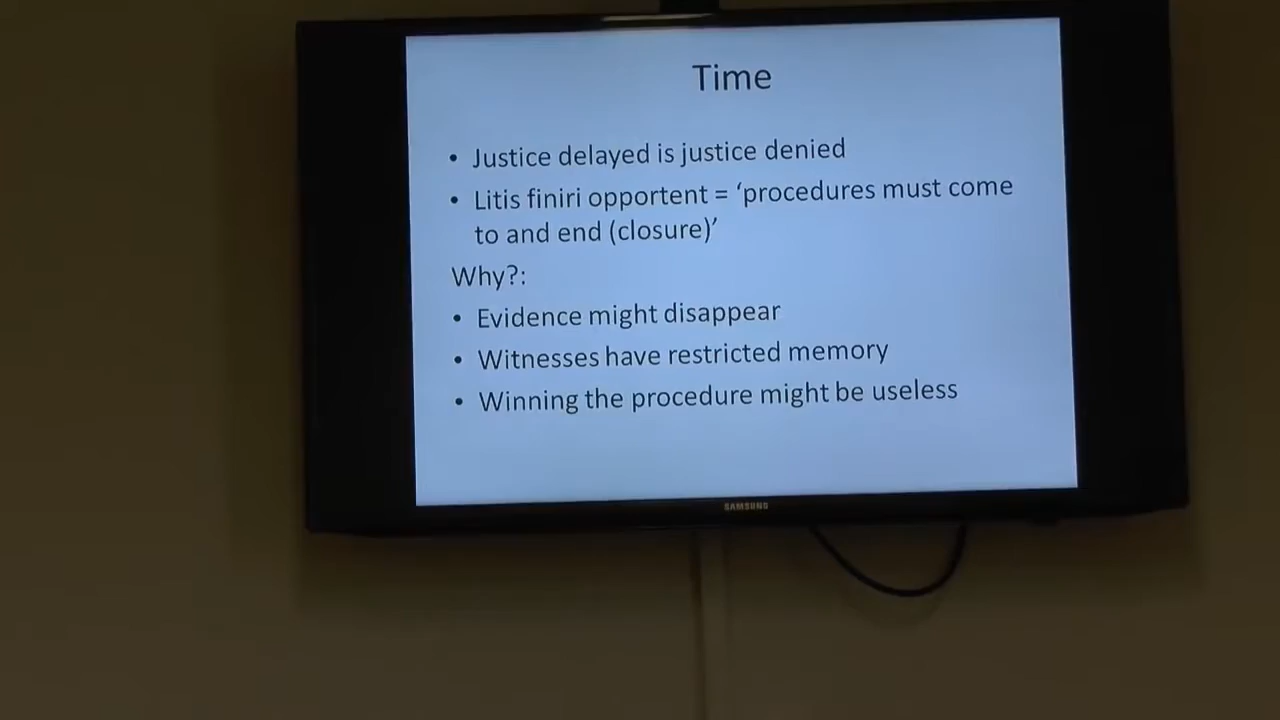 Time
• Justice delayed is justice denied
• Litis finiri opportent = ‘procedures must come
to and end (closure)’
Why?:
• Evidence might disappear
• Witnesses have restricted memory
• Winning the procedure might be useless
SAMSUNG